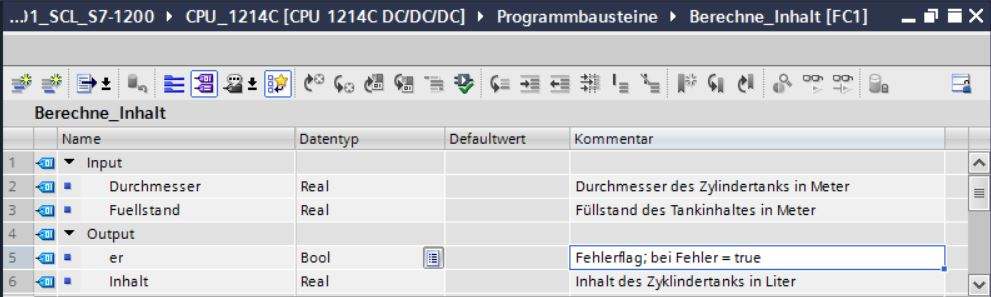 ...)1_SCL_S7-1200 ▸ CPU_1214C [CPU 1214C DC/DC/DC] ▸ Programmbausteine ▸ Berechne_Inhalt [FC1]
Berechne_Inhalt
Name Datentyp Defaultwert Kommentar
1 Input
2 Durchmesser Real Durchmesser des Zylindertanks in Meter
3 Fuellstand Real Füllstand des Tankinhaltes in Meter
4 Output
5 er Bool Fehlerflag; bei Fehler = true
6 Inhalt Real Inhalt des Zyklindertanks in Liter